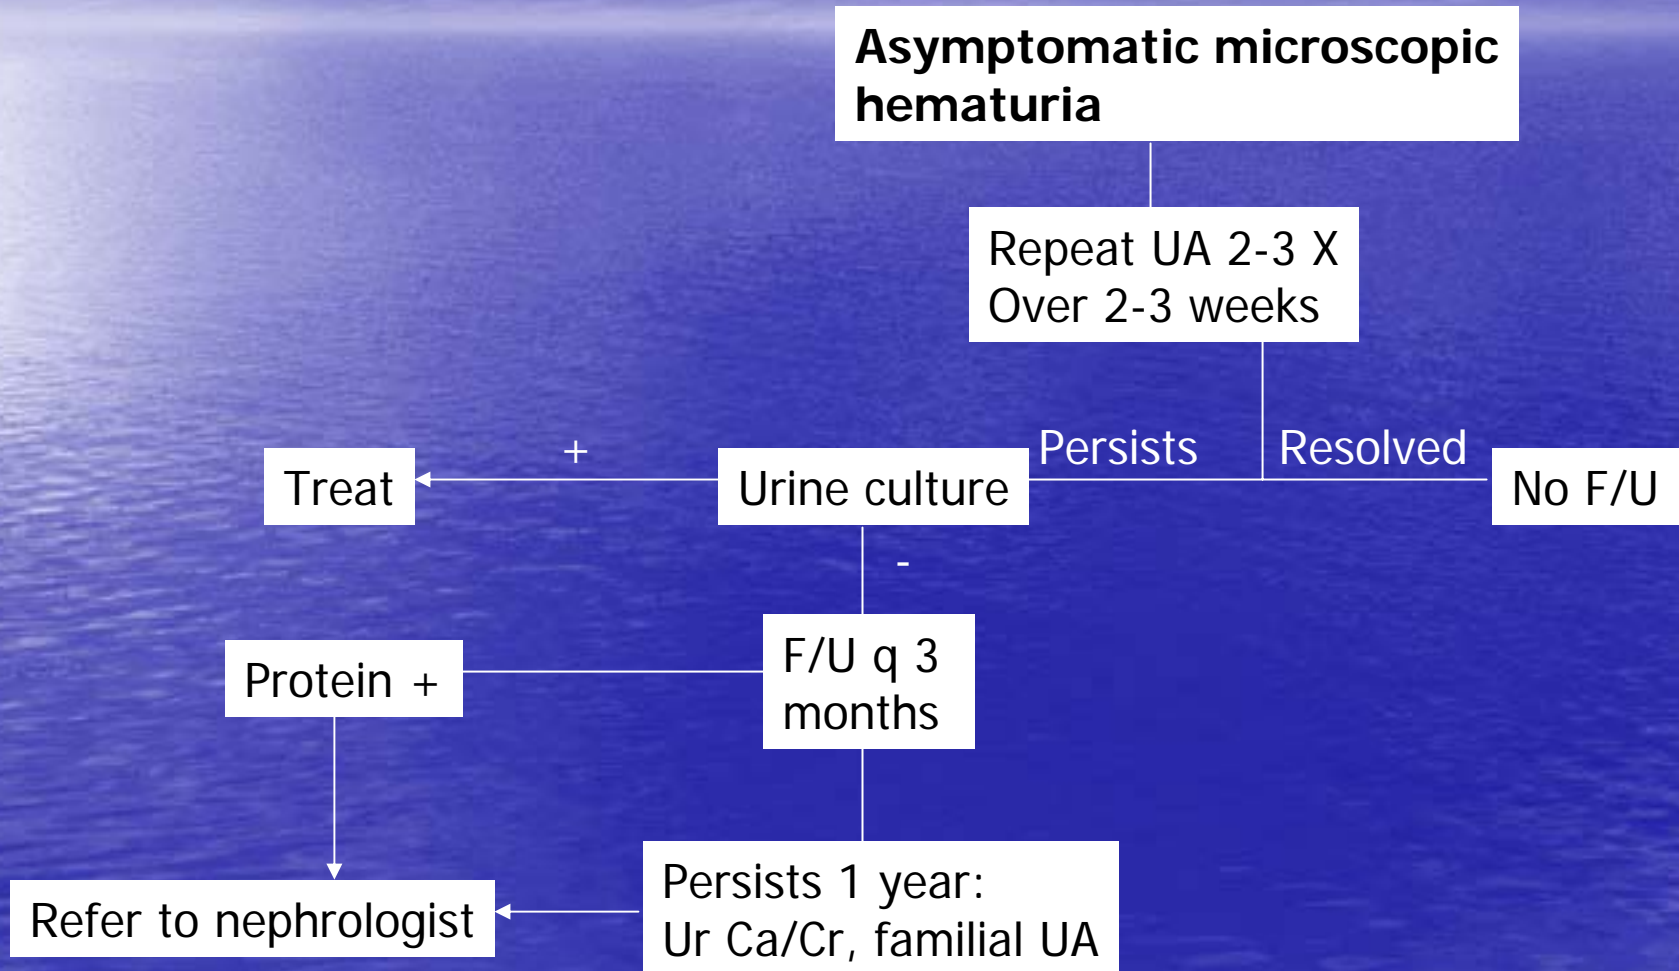 Asymptomatic microscopic
hematuria
Repeat UA 2-3 X
Over 2-3 weeks
Persists
Resolved
Treat
+
Urine culture
No F/U
-
Protein +
F/U q 3
months
Refer to nephrologist
Persists 1 year:
Ur Ca/Cr, familial UA